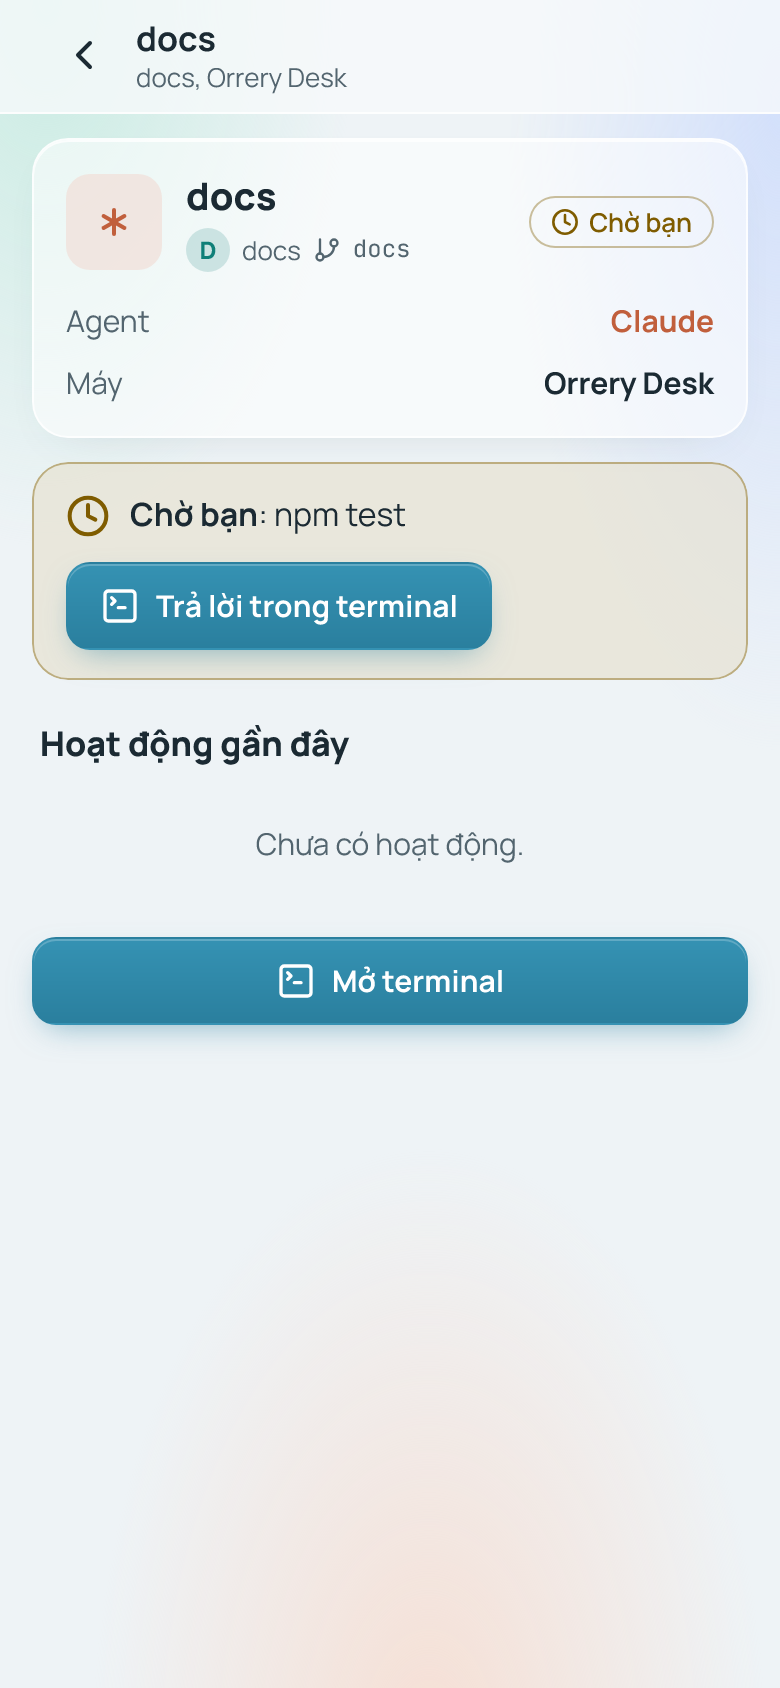 docs
docs, Orrery Desk
docs
D docs docs
Chờ bạn
Agent Claude
Máy Orrery Desk
Chờ bạn: npm test
Trả lời trong terminal
Hoạt động gần đây
Chưa có hoạt động.
Mở terminal